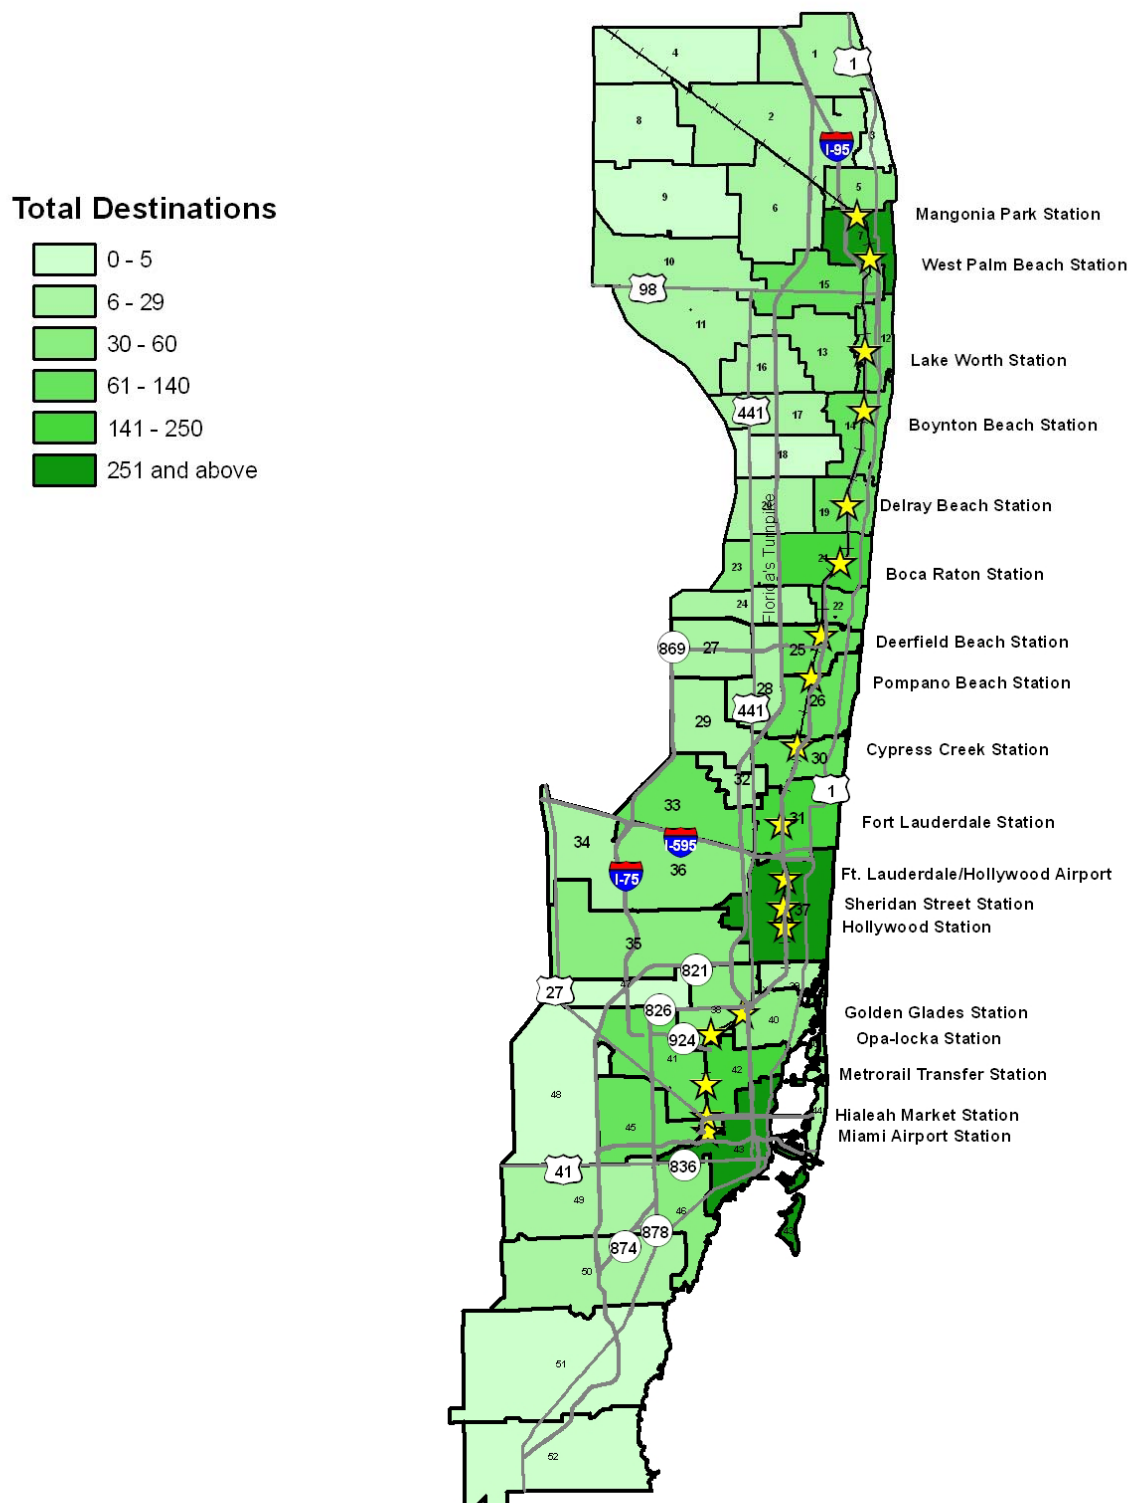 Total Destinations
0 - 5
6 - 29
30 - 60
61 - 140
141 - 250
251 and above
4
1
1
8
2
I-95
3
9
6
5
Mangonia Park Station
7
West Palm Beach Station
10
98
15
11
12
13
Lake Worth Station
16
441
17
14
Boynton Beach Station
18
20
19
Delray Beach Station
Florida's Turnpike
23
21
Boca Raton Station
24
22
869
27
25
Deerfield Beach Station
28
441
26
Pompano Beach Station
29
30
Cypress Creek Station
32
1
33
31
Fort Lauderdale Station
34
I-595
36
I-75
Ft. Lauderdale/Hollywood Airport
37
Sheridan Street Station
Hollywood Station
35
821
47
27
826
38
40
Golden Glades Station
924
Opa-locka Station
41
42
Metrorail Transfer Station
48
45
44
Hialeah Market Station
43
Miami Airport Station
41
836
49
46
878
874
43
50
51
52